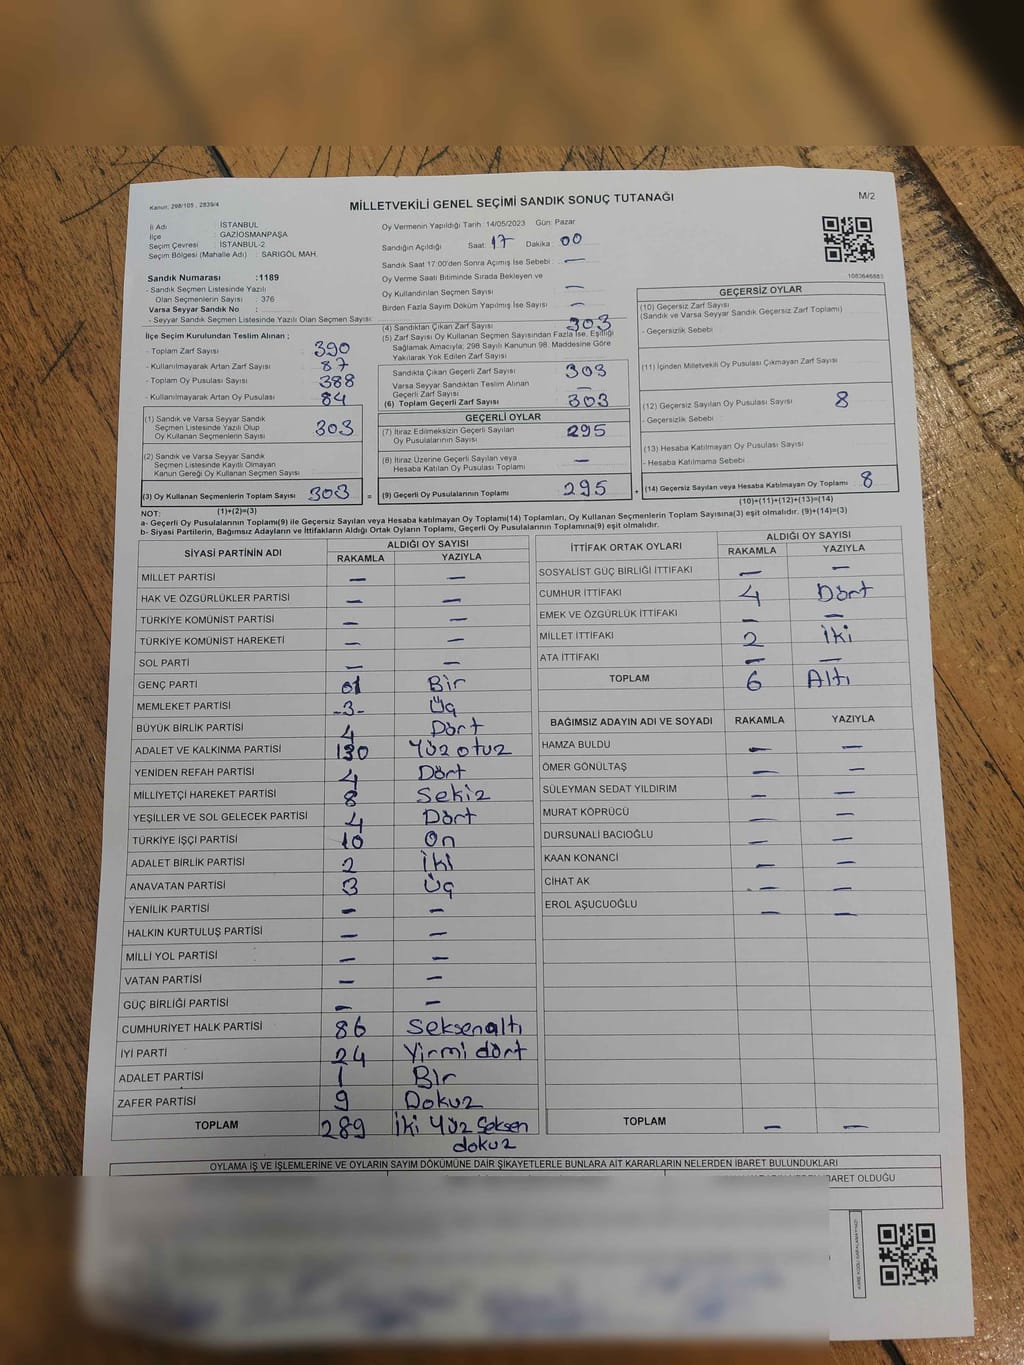 Kanun; 298/105 , 2839/4
MİLLETVEKİLİ GENEL SEÇİMİ SANDIK SONUÇ TUTANAĞI
M/2
İl Adı : İSTANBUL
İlçe : GAZİOSMANPAŞA
Seçim Çevresi : İSTANBUL-2
Seçim Bölgesi (Mahalle Adı) : SARIGÖL MAH.
Sandık Numarası :1189
- Sandık Seçmen Listesinde Yazılı
Olan Seçmenlerin Sayısı : 376
Varsa Seyyar Sandık No :
- Seyyar Sandık Seçmen Listesinde Yazılı Olan Seçmen Sayısı:
İlçe Seçim Kurulundan Teslim Alınan ;
- Toplam Zarf Sayısı : 390
- Kullanılmayarak Artan Zarf Sayısı : 87
- Toplam Oy Pusulası Sayısı : 388
- Kullanılmayarak Artan Oy Pusulası : 84
(1) Sandık ve Varsa Seyyar Sandık
Seçmen Listesinde Yazılı Olup
Oy Kullanan Seçmenlerin Sayısı : 303
(2) Sandık ve Varsa Seyyar Sandık
Seçmen Listesinde Kayıtlı Olmayan
Kanun Gereği Oy Kullanan Seçmen Sayısı
(3) Oy Kullanan Seçmenlerin Toplam Sayısı : 303 =
(1)+(2)=(3)
Oy Vermenin Yapıldığı Tarih :14/05/2023 Gün: Pazar
Sandığın Açıldığı Saat: 17 Dakika: 00
Sandık Saat 17:00'den Sonra Açımış İse Sebebi : —
Oy Verme Saati Bitiminde Sırada Bekleyen ve
Oy Kullandırılan Seçmen Sayısı : —
Birden Fazla Sayım Döküm Yapılmış İse Sayısı : —
(4) Sandıktan Çıkan Zarf Sayısı : 303
(5) Zarf Sayısı Oy Kullanan Seçmen Sayısından Fazla İse, Eşitliği
Sağlamak Amacıyla; 298 Sayılı Kanunun 98. Maddesine Göre
Yakılarak Yok Edilen Zarf Sayısı :
Sandıkta Çıkan Geçerli Zarf Sayısı : 303
Varsa Seyyar Sandıktan Teslim Alınan
Geçerli Zarf Sayısı : —
(6) Toplam Geçerli Zarf Sayısı : 303
GEÇERLİ OYLAR
(7) İtiraz Edilmeksizin Geçerli Sayılan
Oy Pusulalarının Sayısı : 295
(8) İtiraz Üzerine Geçerli Sayılan veya
Hesaba Katılan Oy Pusulası Toplamı : —
(9) Geçerli Oy Pusulalarının Toplamı : 295 +
1083646883
GEÇERSİZ OYLAR
(10) Geçersiz Zarf Sayısı
(Sandık ve Varsa Seyyar Sandık Geçersiz Zarf Toplamı)
- Geçersizlik Sebebi :
(11) İçinden Milletvekili Oy Pusulası Çıkmayan Zarf Sayısı
(12) Geçersiz Sayılan Oy Pusulası Sayısı : 8
- Geçersizlik Sebebi :
(13) Hesaba Katılmayan Oy Pusulası Sayısı :
- Hesaba Katılmama Sebebi :
(14) Geçersiz Sayılan veya Hesaba Katılmayan Oy Toplamı : 8
(10)+(11)+(12)+(13)=(14)
NOT:
a- Geçerli Oy Pusulalarının Toplamı(9) ile Geçersiz Sayılan veya Hesaba katılmayan Oy Toplamı(14) Toplamları, Oy Kullanan Seçmenlerin Toplam Sayısına(3) eşit olmalıdır. (9)+(14)=(3)
b- Siyasi Partilerin, Bağımsız Adayların ve İttifakların Aldığı Ortak Oyların Toplamı, Geçerli Oy Pusulalarının Toplamına(9) eşit olmalıdır.
SİYASİ PARTİNİN ADI ALDIĞI OY SAYISI
RAKAMLA YAZIYLA
MİLLET PARTİSİ — —
HAK VE ÖZGÜRLÜKLER PARTİSİ — —
TÜRKİYE KOMÜNİST PARTİSİ — —
TÜRKİYE KOMÜNİST HAREKETİ — —
SOL PARTİ — —
GENÇ PARTİ 01 Bir
MEMLEKET PARTİSİ -3- Üç
BÜYÜK BİRLİK PARTİSİ 4 Dört
ADALET VE KALKINMA PARTİSİ 130 Yüz otuz
YENİDEN REFAH PARTİSİ 4 Dört
MİLLİYETÇİ HAREKET PARTİSİ 8 Sekiz
YEŞİLLER VE SOL GELECEK PARTİSİ 4 Dört
TÜRKİYE İŞÇİ PARTİSİ 10 On
ADALET BİRLİK PARTİSİ 2 İki
ANAVATAN PARTİSİ 3 Üç
YENİLİK PARTİSİ — —
HALKIN KURTULUŞ PARTİSİ — —
MİLLİ YOL PARTİSİ — —
VATAN PARTİSİ — —
GÜÇ BİRLİĞİ PARTİSİ — —
CUMHURİYET HALK PARTİSİ 86 Seksenaltı
İYİ PARTİ 24 Yirmi dört
ADALET PARTİSİ 1 Bir
ZAFER PARTİSİ 9 Dokuz
TOPLAM 289 İki Yüz Seksen
dokuz
İTTİFAK ORTAK OYLARI ALDIĞI OY SAYISI
RAKAMLA YAZIYLA
SOSYALİST GÜÇ BİRLİĞİ İTTİFAKI — —
CUMHUR İTTİFAKI 4 Dört
EMEK VE ÖZGÜRLÜK İTTİFAKI — —
MİLLET İTTİFAKI 2 İki
ATA İTTİFAKI — —
TOPLAM 6 Altı
BAĞIMSIZ ADAYIN ADI VE SOYADI RAKAMLA YAZIYLA
HAMZA BULDU — —
ÖMER GÖNÜLTAŞ — —
SÜLEYMAN SEDAT YILDIRIM — —
MURAT KÖPRÜCÜ — —
DURSUNALİ BACIOĞLU — —
KAAN KONANCİ — —
CİHAT AK — —
EROL AŞUCUOĞLU — —
TOPLAM — —
OYLAMA İŞ VE İŞLEMLERİNE VE OYLARIN SAYIM DÖKÜMÜNE DAİR ŞİKAYETLERLE BUNLARA AİT KARARLARIN NELERDEN İBARET BULUNDUKLARI
İBARET OLDUĞU